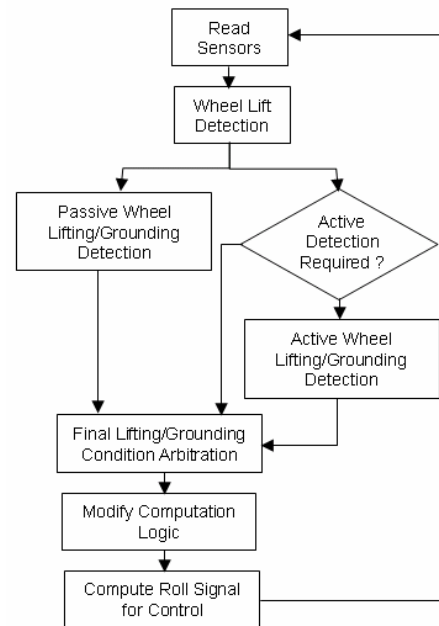 Read
Sensors
Wheel Lift
Detection
Passive Wheel
Lifting/Grounding
Detection
Active
Detection
Required ?
Active Wheel
Lifting/Grounding
Detection
Final Lifting/Grounding
Condition Arbitration
Modify Computation
Logic
Compute Roll Signal
for Control